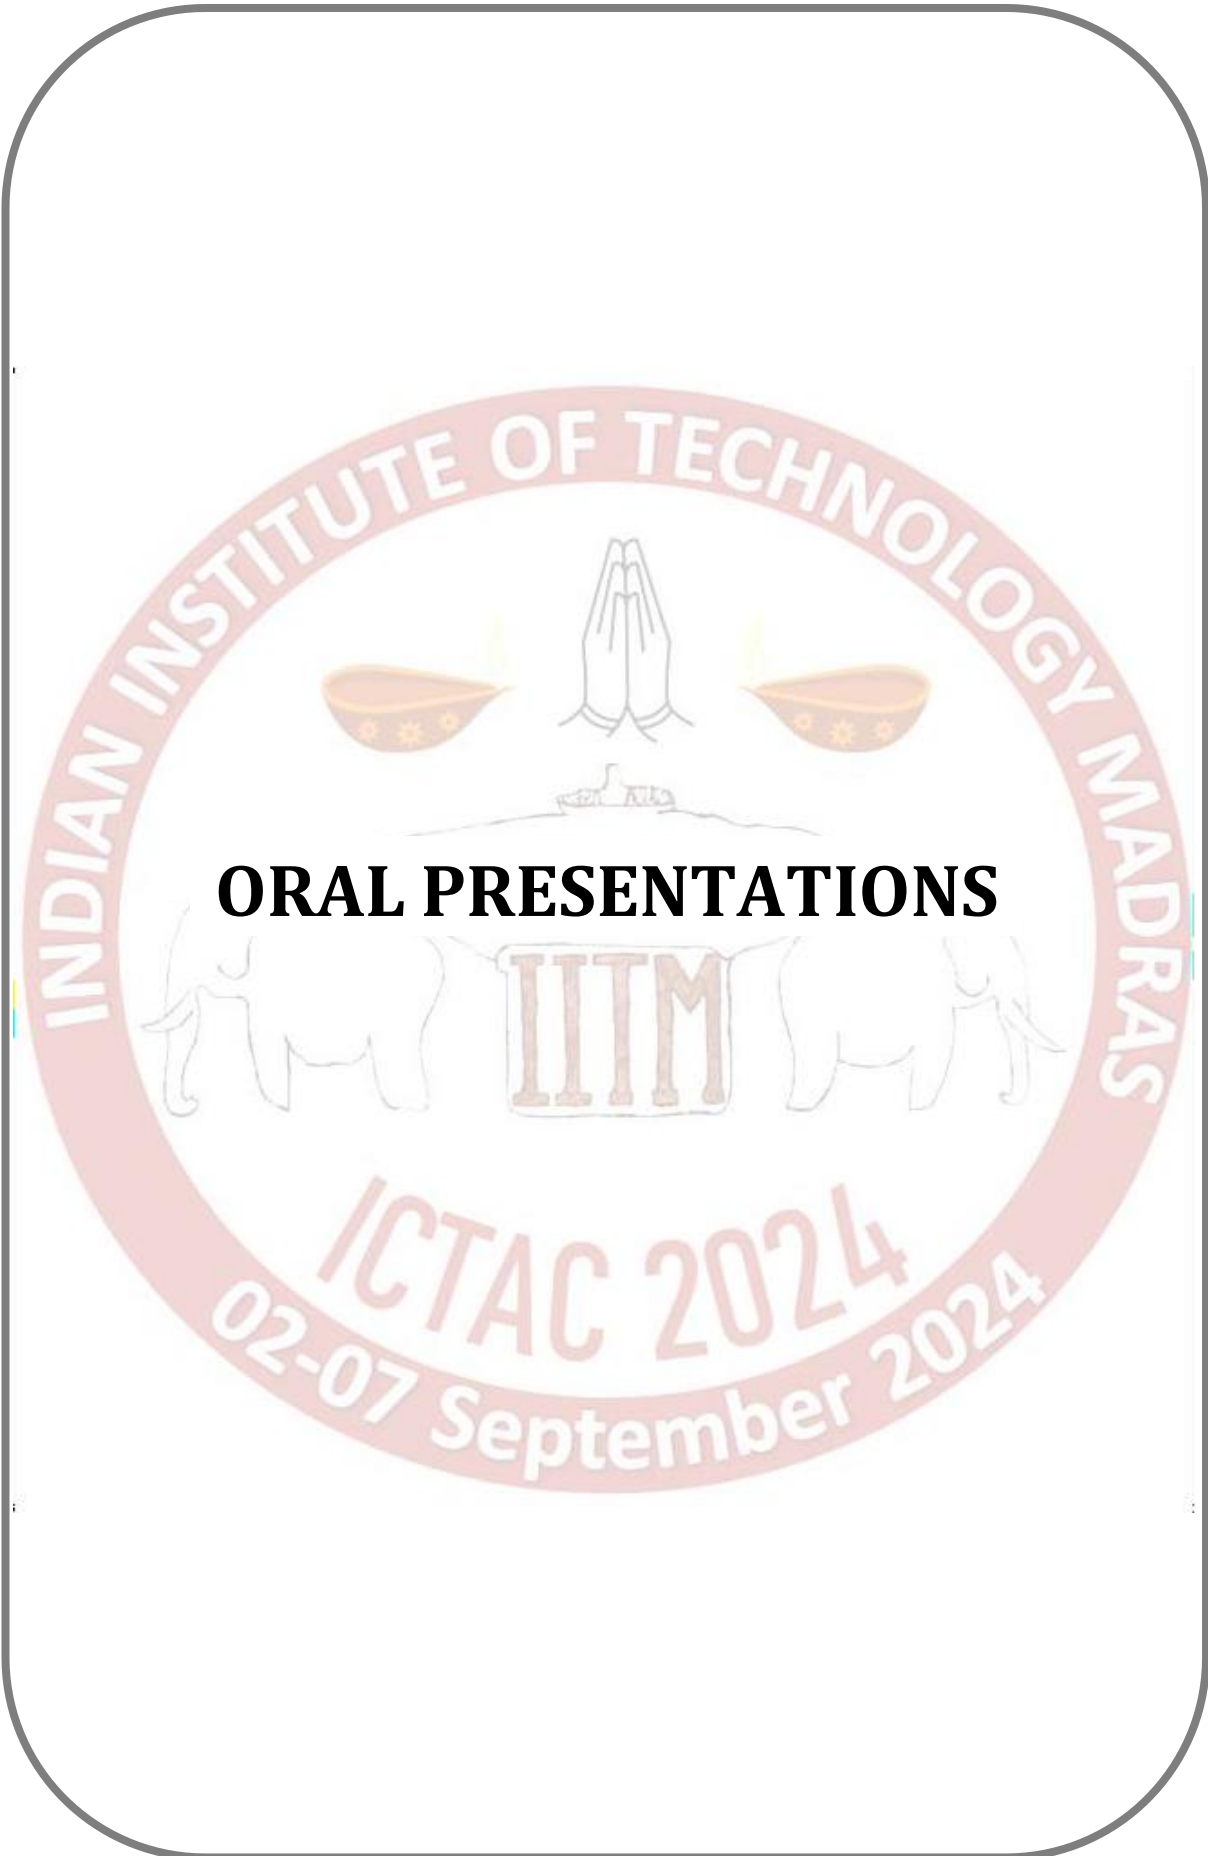 INDIAN INSTITUTE OF TECHNOLOGY MADRAS
ORAL PRESENTATIONS
IITM
ICTAC 2024
02-07 September 2024